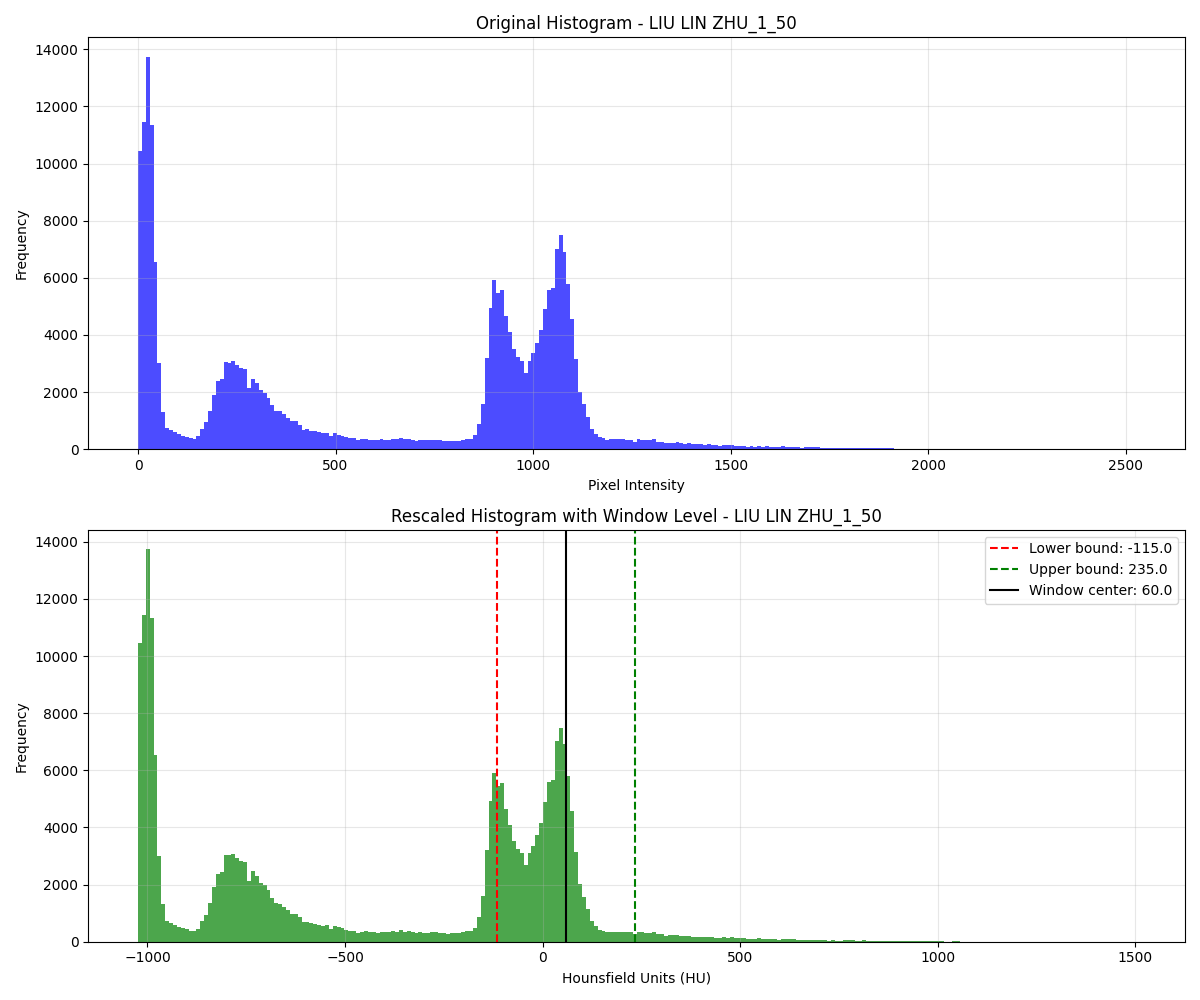 Original Histogram - LIU LIN ZHU_1_50
14000
12000
10000
8000
6000
4000
2000
0
Frequency
0 500 1000 1500 2000 2500
Pixel Intensity
Rescaled Histogram with Window Level - LIU LIN ZHU_1_50
Lower bound: -115.0
Upper bound: 235.0
Window center: 60.0
14000
12000
10000
8000
6000
4000
2000
0
Frequency
−1000 −500 0 500 1000 1500
Hounsfield Units (HU)